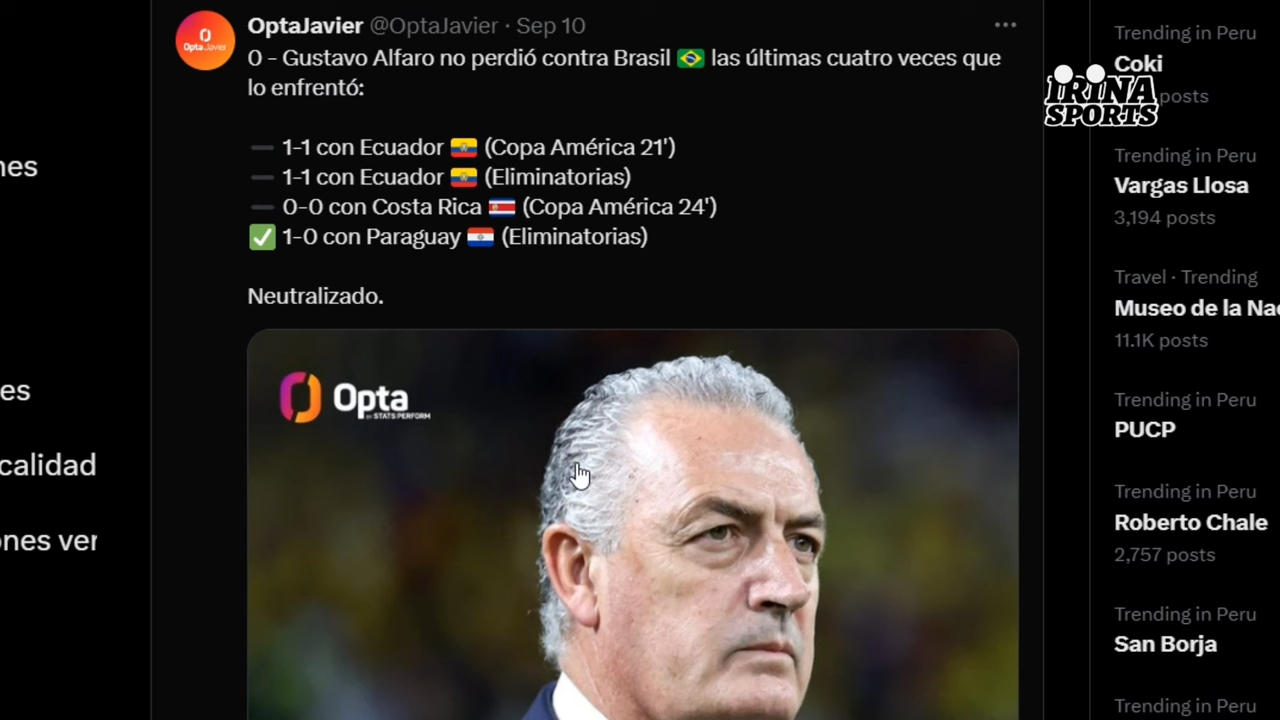 OptaJavier @OptaJavier · Sep 10
0 - Gustavo Alfaro no perdió contra Brasil 🇧🇷 las últimas cuatro veces que
lo enfrentó:
➖ 1-1 con Ecuador 🇪🇨 (Copa América 21')
➖ 1-1 con Ecuador 🇪🇨 (Eliminatorias)
➖ 0-0 con Costa Rica 🇨🇷 (Copa América 24')
✅ 1-0 con Paraguay 🇵🇾 (Eliminatorias)
Neutralizado.
Opta
BY STATS PERFORM
nes
es
calidad
ones ver
Trending in Peru
Coki
posts
IRINA
SPORTS
Trending in Peru
Vargas Llosa
3,194 posts
Travel · Trending
Museo de la Na
11.1K posts
Trending in Peru
PUCP
Trending in Peru
Roberto Chale
2,757 posts
Trending in Peru
San Borja
Trending in Peru